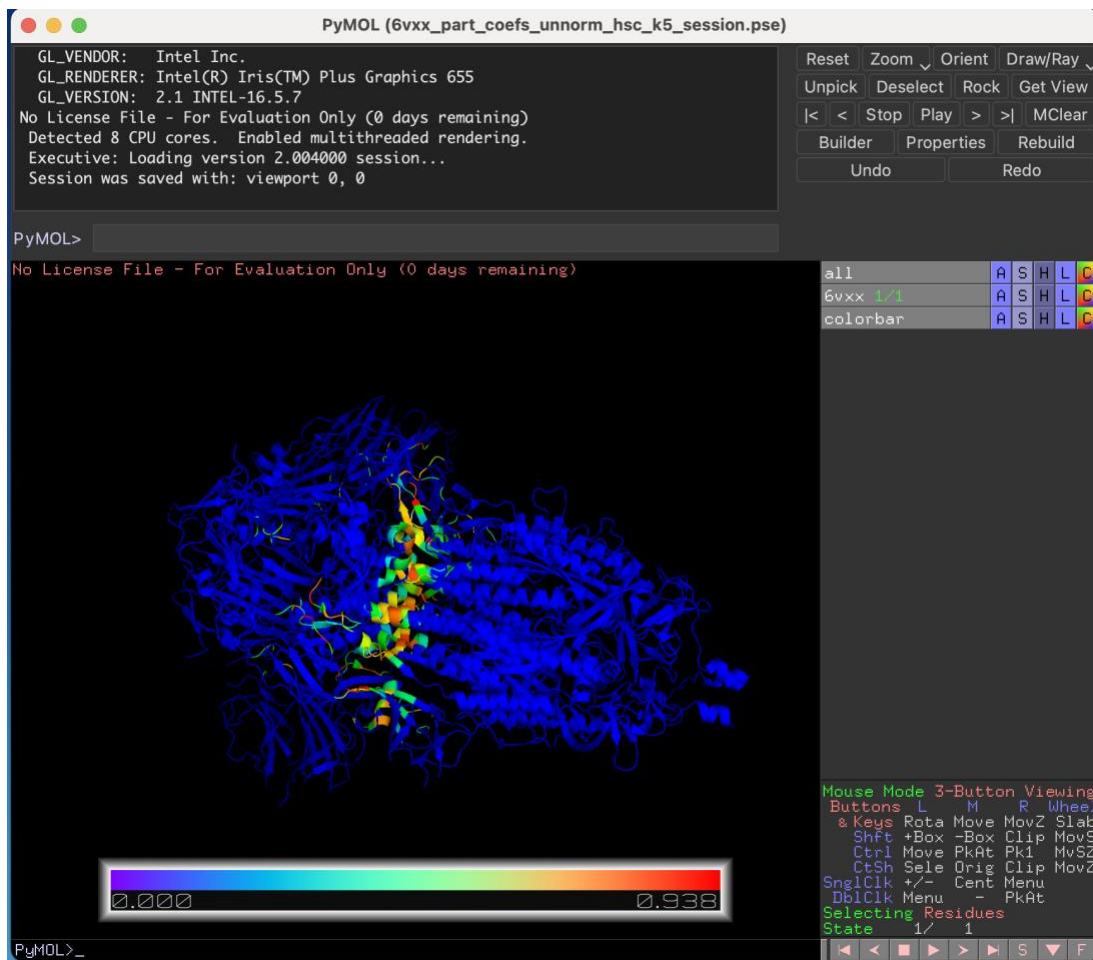 PyMOL (6vxx_part_coefs_unnorm_hsc_k5_session.pse)
GL_VENDOR: Intel Inc.
GL_RENDERER: Intel(R) Iris(TM) Plus Graphics 655
GL_VERSION: 2.1 INTEL-16.5.7
No License File - For Evaluation Only (0 days remaining)
Detected 8 CPU cores. Enabled multithreaded rendering.
Executive: Loading version 2.004000 session...
Session was saved with: viewport 0, 0
PyMOL>
Reset Zoom Orient Draw/Ray
Unpick Deselect Rock Get View
|< < Stop Play > >| MClear
Builder Properties Rebuild
Undo Redo
No License File - For Evaluation Only (0 days remaining)
all A S H L C
6vxx 1/1 A S H L C
colorbar A S H L C
0.000 0.938
Mouse Mode 3-Button Viewing
Buttons L M R Whee
& Keys Rota Move MovZ Slab
Shft +Box -Box Clip MovS
Ctrl Move PkAt Pk1 MvSZ
CtSh Sele Orig Clip MovZ
SnglClk +/- Cent Menu
DblClk Menu - PkAt
Selecting Residues
State 1/ 1
PyMOL>_
S F